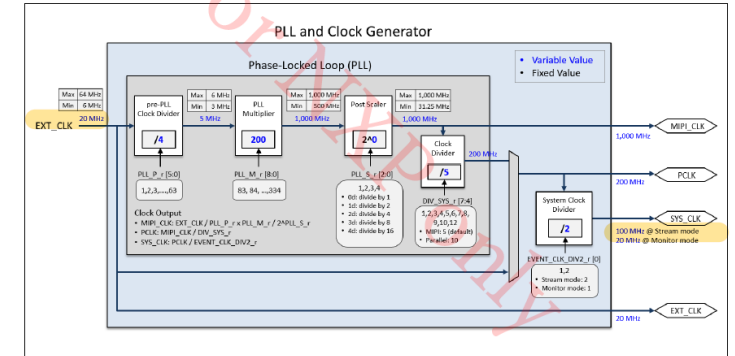 PLL and Clock Generator
• Variable Value
• Fixed Value
Phase-Locked Loop (PLL)
Max 64 MHz
Min 6 MHz
20 MHz
EXT_CLK
pre-PLL
Clock Divider
/4
Max 6 MHz
Min 3 MHz
5 MHz
PLL
Multiplier
200
Max 1,000 MHz
Min 500 MHz
1,000 MHz
Post Scaler
2^0
Max 1,000 MHz
Min 31.25 MHz
1,000 MHz
MIPI_CLK
1,000 MHz
Clock
Divider
/5
200 MHz
PCLK
200 MHz
PLL_P_r [5:0]
1,2,3,...,63
PLL_M_r [8:0]
83, 84, ...,334
PLL_S_r [2:0]
1,2,3,4
• 0d: divide by 1
• 1d: divide by 2
• 2d: divide by 4
• 3d: divide by 8
• 4d: divide by 16
DIV_SYS_r [7:4]
1,2,3,4,5,6,7,8,
9,10,12
• MIPI: 5 (default)
• Parallel: 10
System Clock
Divider
/2
SYS_CLK
100 MHz @ Stream mode
20 MHz @ Monitor mode
Clock Output
• MIPI_CLK: EXT_CLK / PLL_P_r x PLL_M_r / 2^PLL_S_r
• PCLK: MIPI_CLK / DIV_SYS_r
• SYS_CLK: PCLK / EVENT_CLK_DIV2_r
EVENT_CLK_DIV2_r [0]
1,2
• Stream mode: 2
• Monitor mode: 1
EXT_CLK
20 MHz
or NXP only